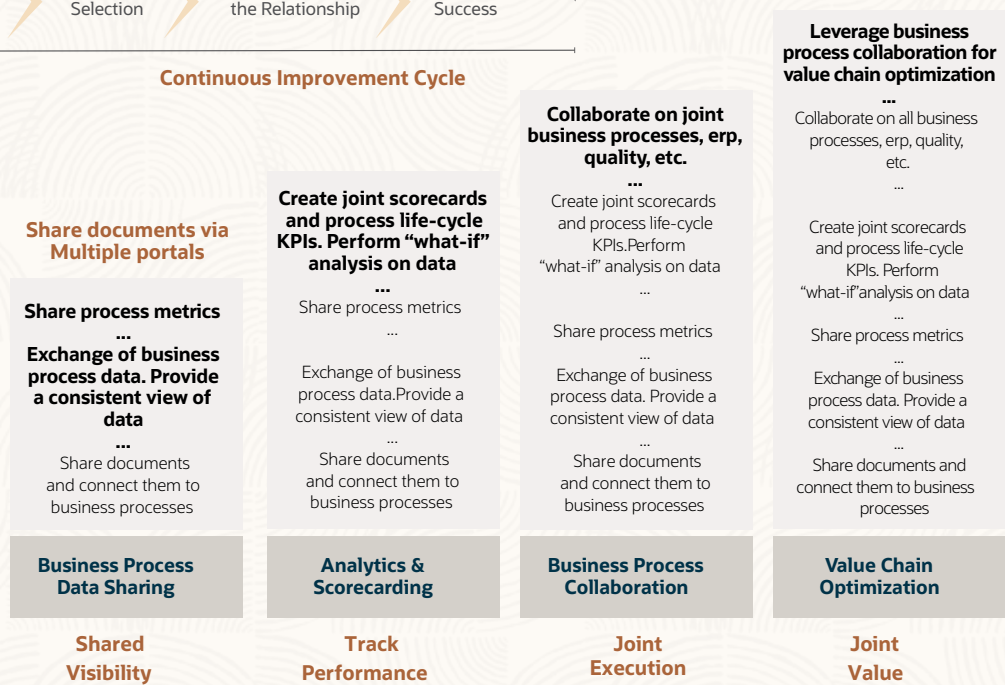 Selection
the Relationship
Success
Continuous Improvement Cycle
Share documents via
Multiple portals
Share process metrics
...
Exchange of business
process data. Provide
a consistent view of
data
...
Share documents
and connect them to
business processes
Business Process
Data Sharing
Shared
Visibility
Create joint scorecards
and process life-cycle
KPIs. Perform “what-if”
analysis on data
...
Share process metrics
...
Exchange of business
process data.Provide a
consistent view of data
...
Share documents
and connect them to
business processes
Analytics &
Scorecarding
Track
Performance
Collaborate on joint
business processes, erp,
quality, etc.
...
Create joint scorecards
and process life-cycle
KPIs.Perform
“what-if” analysis on data
...
Share process metrics
...
Exchange of business
process data. Provide a
consistent view of data
...
Share documents
and connect them to
business processes
Business Process
Collaboration
Joint
Execution
Leverage business
process collaboration for
value chain optimization
...
Collaborate on all business
processes, erp, quality,
etc.
...
Create joint scorecards
and process life-cycle
KPIs. Perform
“what-if”analysis on data
...
Share process metrics
...
Exchange of business
process data. Provide a
consistent view of data
...
Share documents and
connect them to business
processes
Value Chain
Optimization
Joint
Value